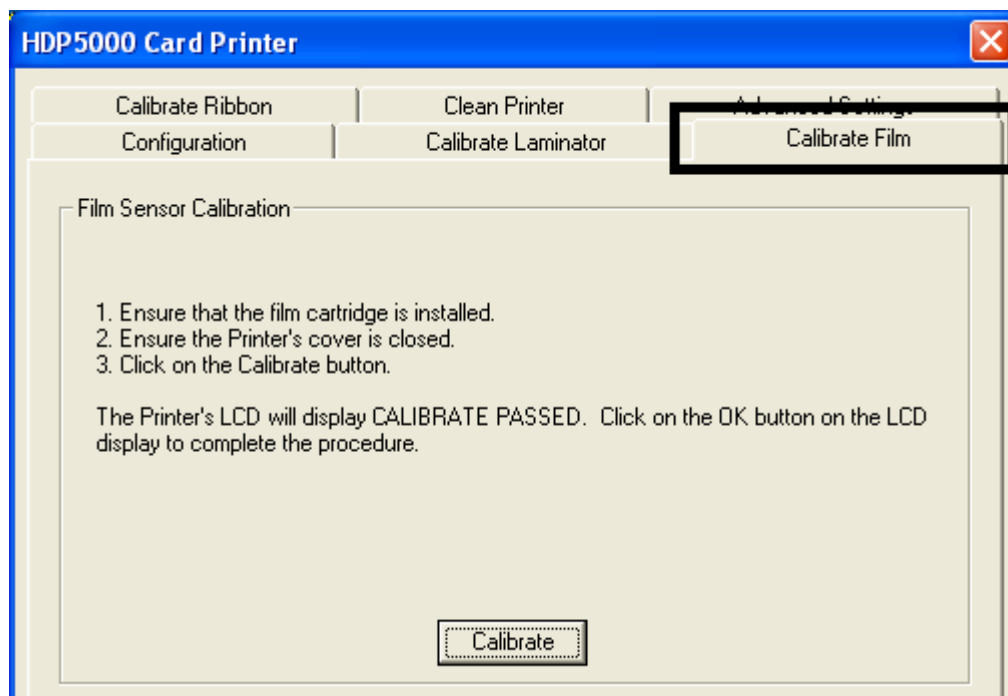 HDP5000 Card Printer
Calibrate Ribbon
Clean Printer
Advanced Settings
Configuration
Calibrate Laminator
Calibrate Film
Film Sensor Calibration
1. Ensure that the film cartridge is installed.
2. Ensure the Printer's cover is closed.
3. Click on the Calibrate button.
The Printer's LCD will display CALIBRATE PASSED.  Click on the OK button on the LCD
display to complete the procedure.
Calibrate